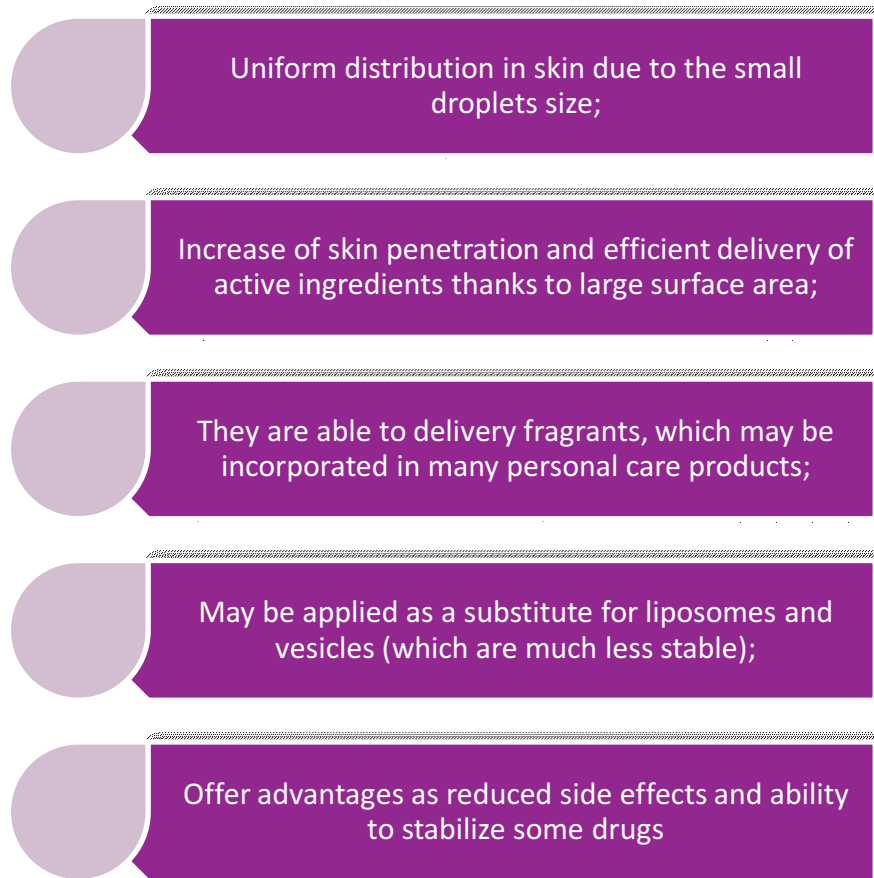 Uniform distribution in skin due to the small
droplets size;
Increase of skin penetration and efficient delivery of
active ingredients thanks to large surface area;
They are able to delivery fragrants, which may be
incorporated in many personal care products;
May be applied as a substitute for liposomes and
vesicles (which are much less stable);
Offer advantages as reduced side effects and ability
to stabilize some drugs